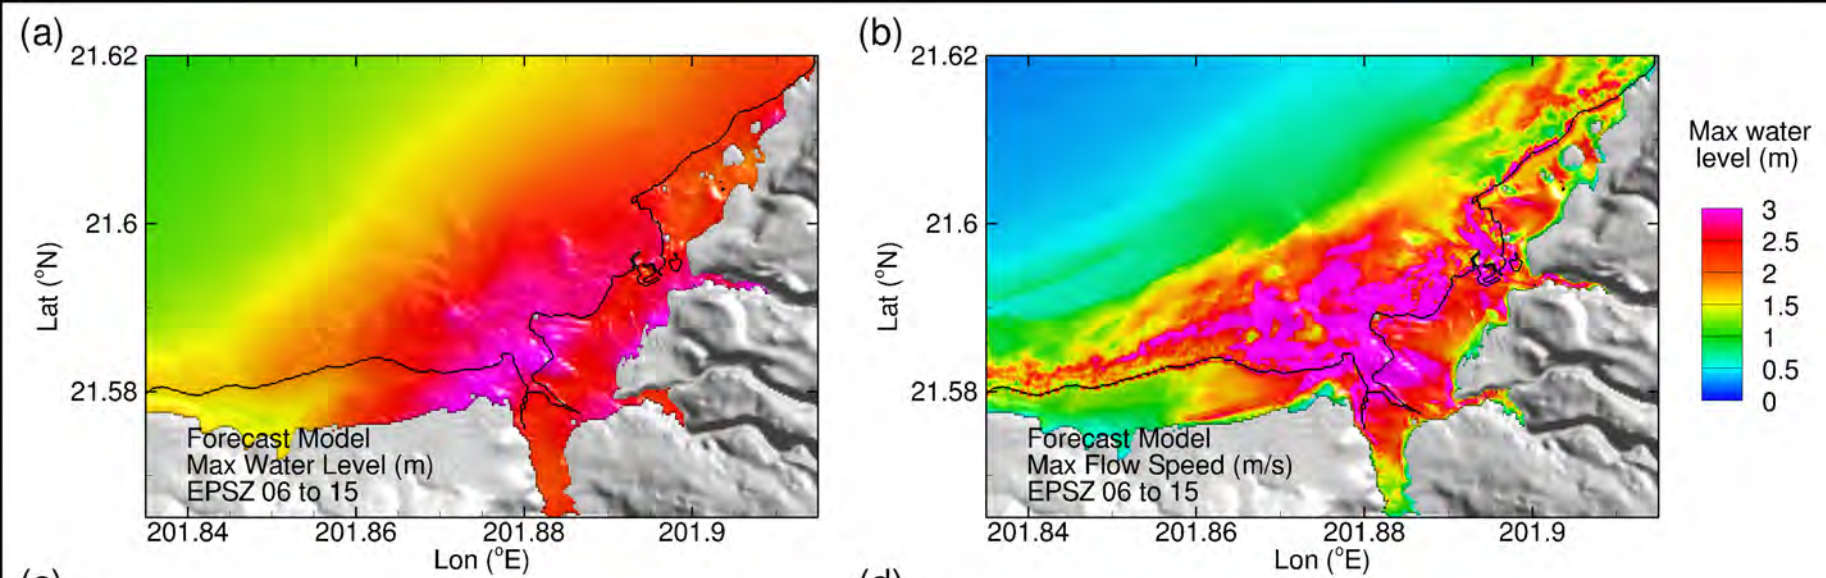 (a)
21.62
21.6
21.58
Lat (°N)
201.84 201.86 201.88 201.9
Lon (°E)
Forecast Model
Max Water Level (m)
EPSZ 06 to 15
(b)
21.62
21.6
21.58
Lat (°N)
201.84 201.86 201.88 201.9
Lon (°E)
Forecast Model
Max Flow Speed (m/s)
EPSZ 06 to 15
Max water
level (m)
3
2.5
2
1.5
1
0.5
0